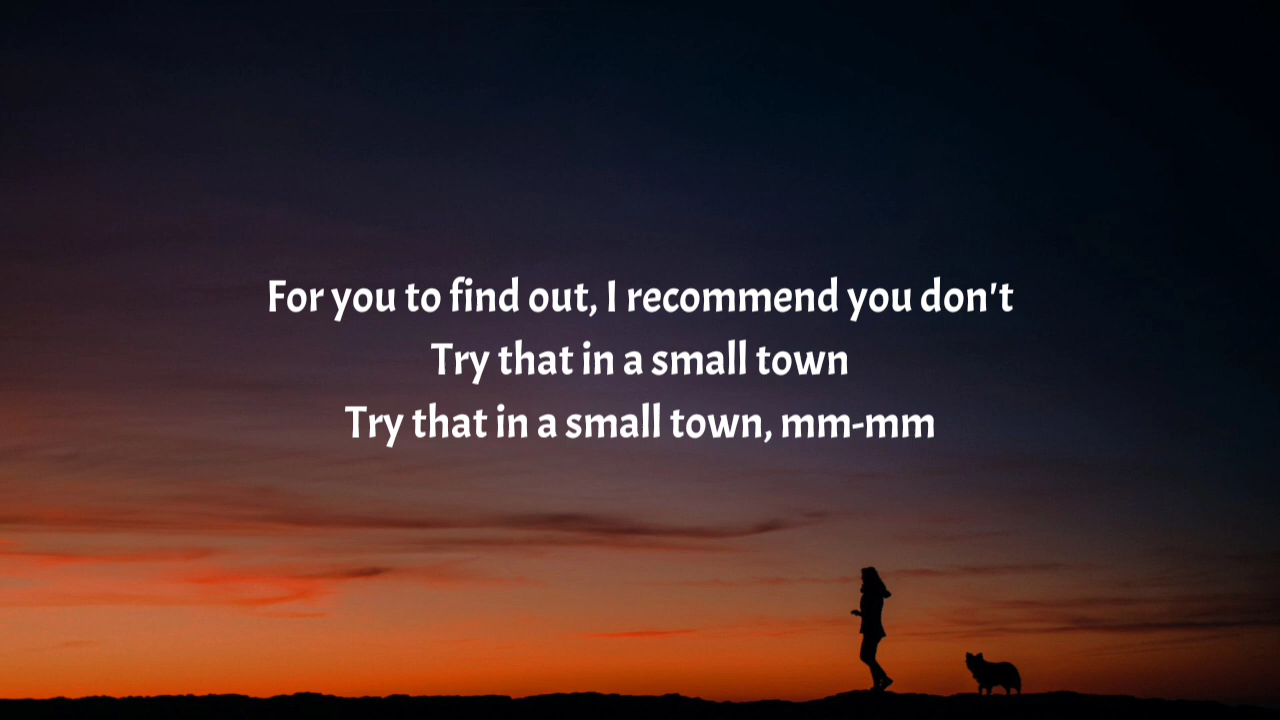 For you to find out, I recommend you don't
Try that in a small town
Try that in a small town, mm-mm